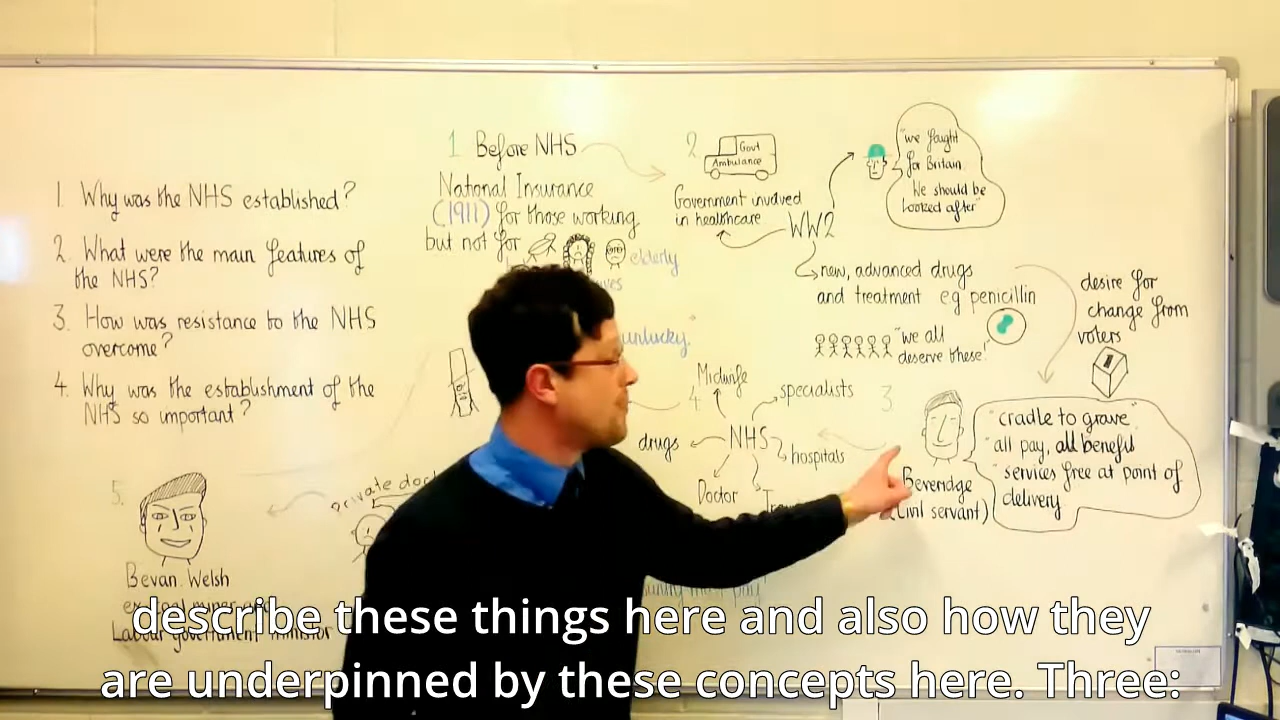 1. Why was the NHS established?
2. What were the main features of
the NHS?
3. How was resistance to the NHS
overcome?
4. Why was the establishment of the
NHS so important?
1. Before NHS
National Insurance
(1911) for those working
but not for
elderly
unlucky."
2.
Govt
Ambulance
Government involved
in healthcare
WW2
"we fought
for Britain.
We should be
looked after"
new, advanced drugs
and treatment eg penicillin
"we all
deserve these!"
desire for
change from
voters
3.
Beveridge
(civil servant)
"cradle to grave"
"all pay, all benefit
"services free at point of
delivery
4.
Midwife
specialists
drugs
NHS
hospitals
Doctor
5.
private
Bevan. Welsh
Labour government minister
describe these things here and also how they
are underpinned by these concepts here. Three: